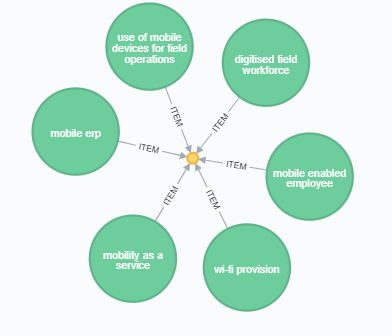 use of mobile
devices for field
operations
digitised field
workforce
mobile erp
mobile enabled
employee
mobility as a
service
wi-fi provision
ITEM
ITEM
ITEM
ITEM
ITEM
ITEM